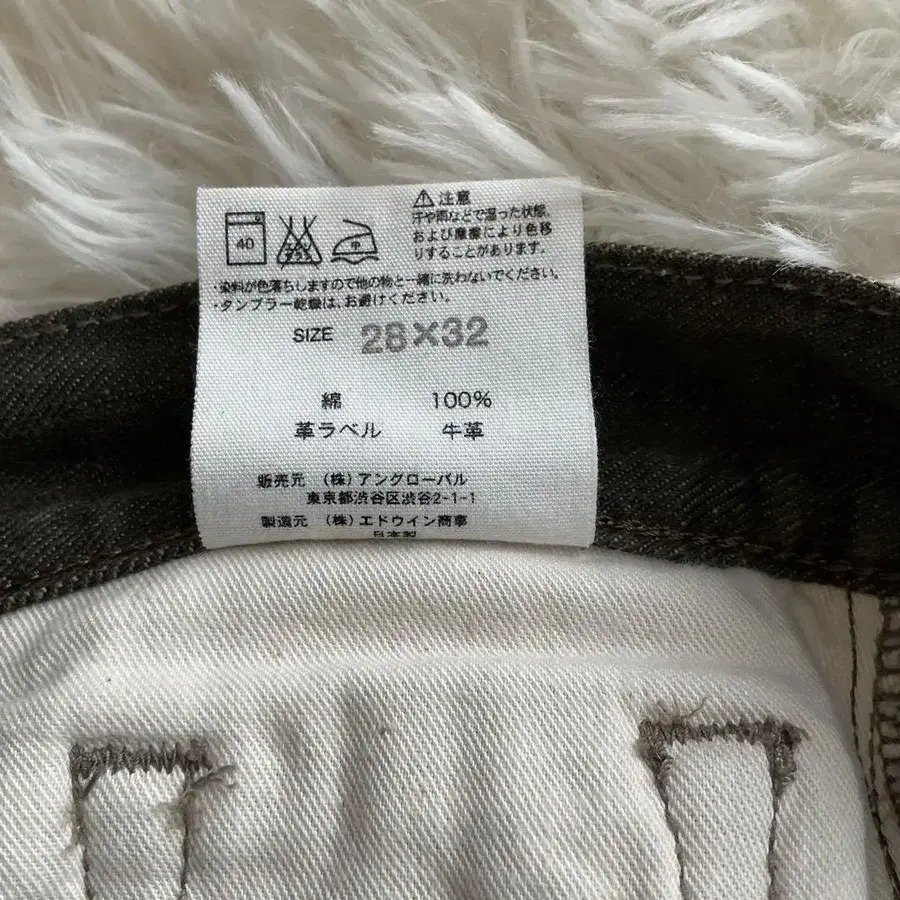 ⚠注意
汗や雨などで湿った状態、
および摩擦により色移
りすることがあります。
40
中
・染料が色落ちしますので他の物と一緒に洗わないでください。
・タンブラー乾燥は、お避けください。
SIZE 28×32
綿 100%
革ラベル 牛革
販売元 (株)アングローバル
東京都渋谷区渋谷2-1-1
製造元 (株)エドウイン商事
日本製